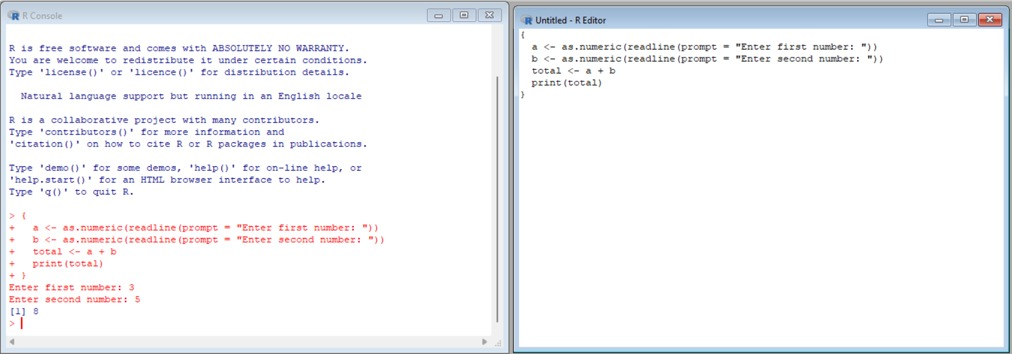 R Console
R is free software and comes with ABSOLUTELY NO WARRANTY.
You are welcome to redistribute it under certain conditions.
Type 'license()' or 'licence()' for distribution details.
  Natural language support but running in an English locale
R is a collaborative project with many contributors.
Type 'contributors()' for more information and
'citation()' on how to cite R or R packages in publications.
Type 'demo()' for some demos, 'help()' for on-line help, or
'help.start()' for an HTML browser interface to help.
Type 'q()' to quit R.
> {
+   a <- as.numeric(readline(prompt = "Enter first number: "))
+   b <- as.numeric(readline(prompt = "Enter second number: "))
+   total <- a + b
+   print(total)
+ }
Enter first number: 3
Enter second number: 5
[1] 8
>
Untitled - R Editor
{
  a <- as.numeric(readline(prompt = "Enter first number: "))
  b <- as.numeric(readline(prompt = "Enter second number: "))
  total <- a + b
  print(total)
}